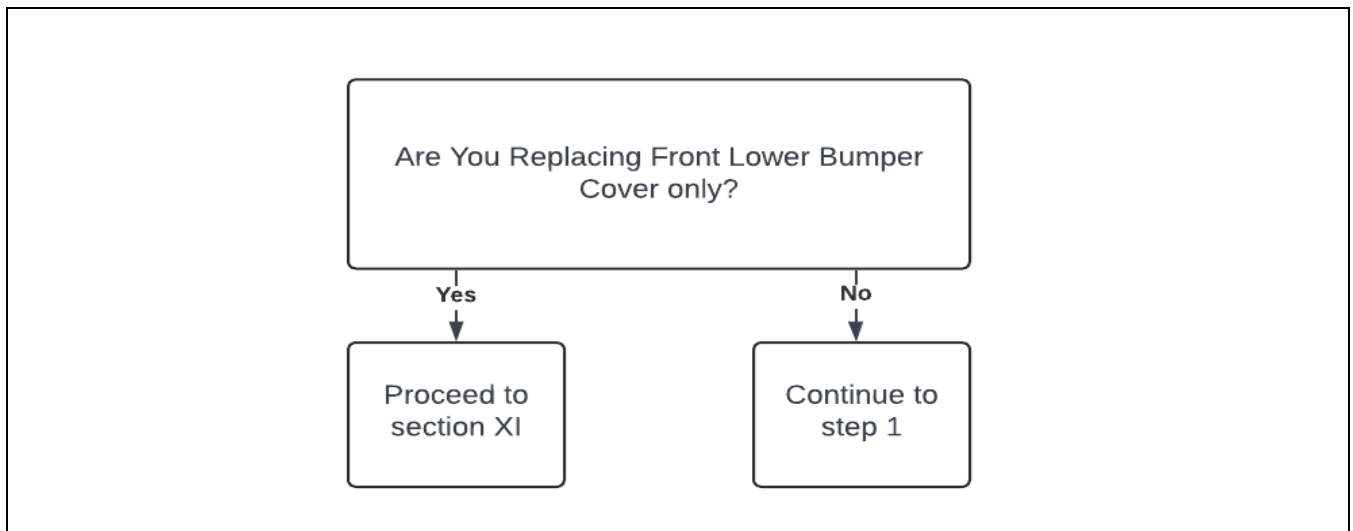 Are You Replacing Front Lower Bumper
Cover only?
Yes
No
Proceed to
section XI
Continue to
step 1